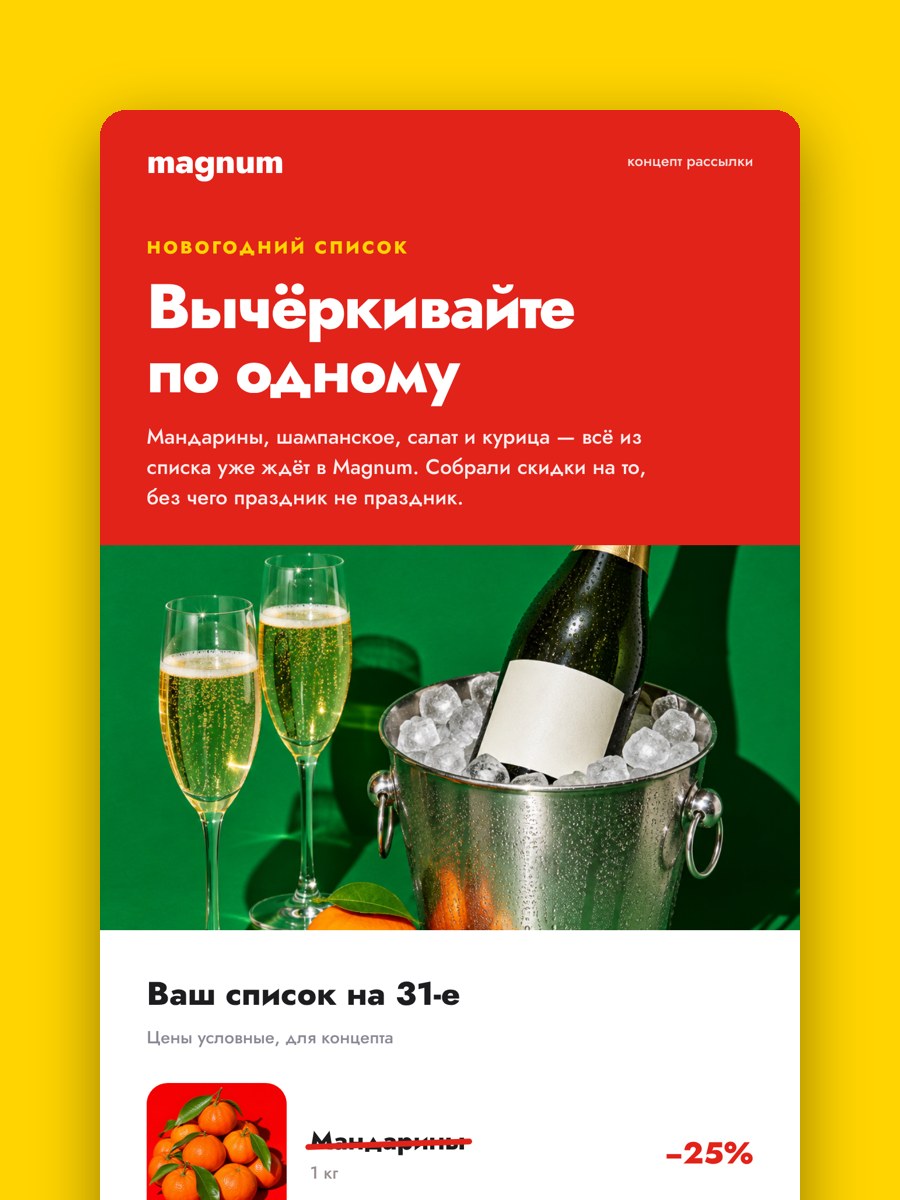 magnum
концепт рассылки
НОВОГОДНИЙ СПИСОК
Вычёркивайте
по одному
Мандарины, шампанское, салат и курица — всё из
списка уже ждёт в Magnum. Собрали скидки на то,
без чего праздник не праздник.
Ваш список на 31-е
Цены условные, для концепта
Мандарины
1 кг
–25%